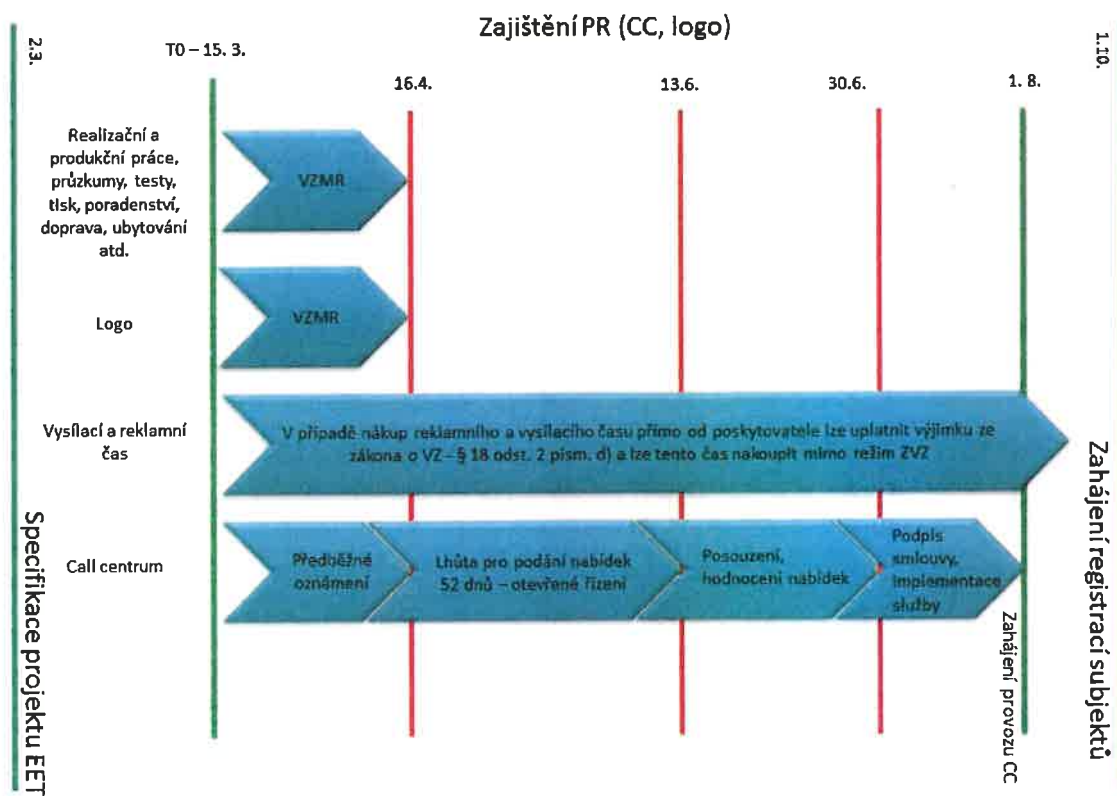 Zajištění PR (CC, logo)
2.3.
T0 – 15. 3.
16.4.
13.6.
30.6.
1. 8.
1.10.
Realizační a
produkční práce,
průzkumy, testy,
tisk, poradenství,
doprava, ubytování
atd.
VZMR
Logo
VZMR
Vysílací a reklamní
čas
V případě nákup reklamního a vysílacího času přímo od poskytovatele lze uplatnit výjimku ze
zákona o VZ – § 18 odst. 2 písm. d) a lze tento čas nakoupit mimo režim ZVZ
Call centrum
Předběžné
oznámení
Lhůta pro podání nabídek
52 dnů – otevřené řízení
Posouzení,
hodnocení nabídek
Podpis
smlouvy,
implementace
služby
Zahájení provozu CC
Specifikace projektu EET
Zahájení registrací subjektů